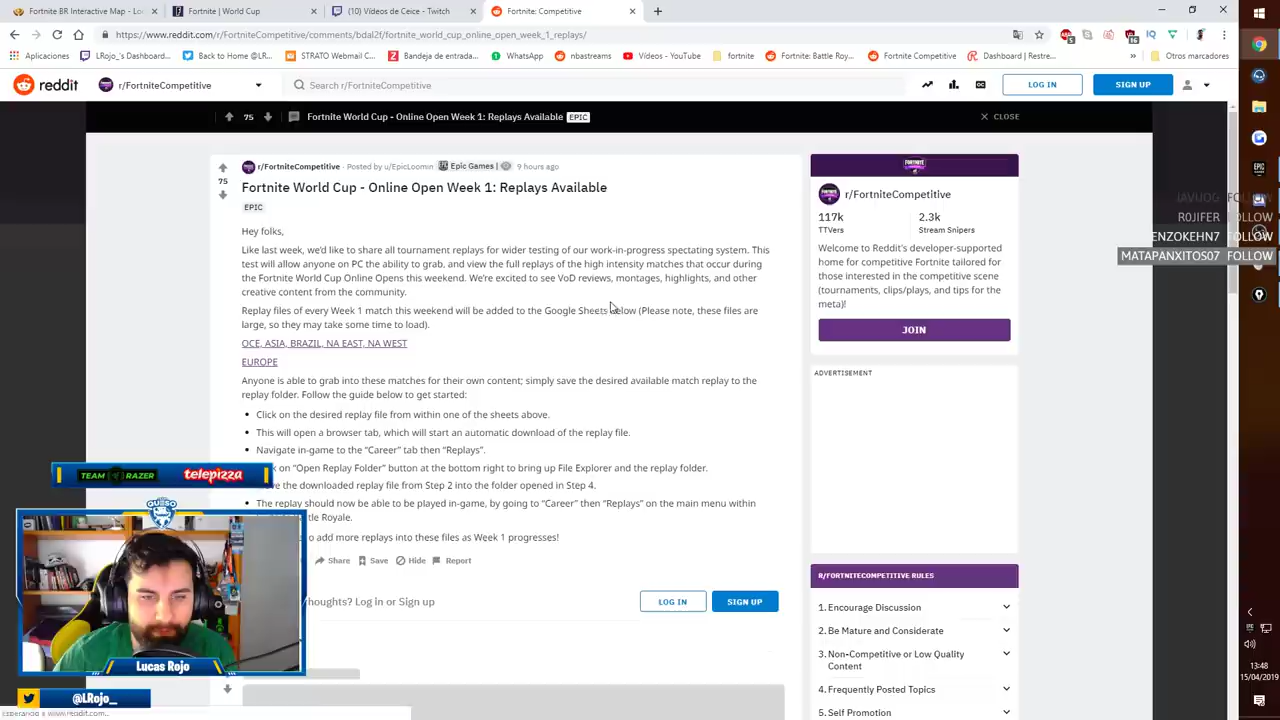 Fortnite BR Interactive Map - Lo
Fortnite | World Cup
(10) Vídeos de Ceice - Twitch
Fortnite: Competitive
https://www.reddit.com/r/FortniteCompetitive/comments/bdal2f/fortnite_world_cup_online_open_week_1_replays/
Aplicaciones
LRojo_'s Dashboard...
Back to Home @LR...
STRATO Webmail C...
Bandeja de entrada...
WhatsApp
nbastreams
Vídeos - YouTube
fortnite
Fortnite: Battle Roy...
Fortnite Competitive
Dashboard | Restre...
Otros marcadores
reddit
r/FortniteCompetitive
Search r/FortniteCompetitive
LOG IN
SIGN UP
75
Fortnite World Cup - Online Open Week 1: Replays Available EPIC
CLOSE
75
r/FortniteCompetitive · Posted by u/EpicLoomin Epic Games | 9 hours ago
Fortnite World Cup - Online Open Week 1: Replays Available
EPIC
Hey folks,
Like last week, we'd like to share all tournament replays for wider testing of our work-in-progress spectating system. This
test will allow anyone on PC the ability to grab, and view the full replays of the high intensity matches that occur during
the Fortnite World Cup Online Opens this weekend. We're excited to see VoD reviews, montages, highlights, and other
creative content from the community.
Replay files of every Week 1 match this weekend will be added to the Google Sheets below (Please note, these files are
large, so they may take some time to load).
OCE, ASIA, BRAZIL, NA EAST, NA WEST
EUROPE
Anyone is able to grab into these matches for their own content; simply save the desired available match replay to the
replay folder. Follow the guide below to get started:
• Click on the desired replay file from within one of the sheets above.
• This will open a browser tab, which will start an automatic download of the replay file.
• Navigate in-game to the "Career" tab then "Replays".
on "Open Replay Folder" button at the bottom right to bring up File Explorer and the replay folder.
the downloaded replay file from Step 2 into the folder opened in Step 4.
• The replay should now be able to be played in-game, by going to "Career" then "Replays" on the main menu within
Royale.
to add more replays into these files as Week 1 progresses!
Share
Save
Hide
Report
thoughts? Log in or Sign up
LOG IN
SIGN UP
r/FortniteCompetitive
117k
TTVers
2.3k
Stream Snipers
Welcome to Reddit's developer-supported
home for competitive Fortnite tailored for
those interested in the competitive scene
(tournaments, clips/plays, and tips for the
meta)!
JOIN
ADVERTISEMENT
R/FORTNITECOMPETITIVE RULES
1. Encourage Discussion
2. Be Mature and Considerate
3. Non-Competitive or Low Quality
Content
4. Frequently Posted Topics
5. Self Promotion
JAVIJOG FOLLOW
R0JIFER FOLLOW
ENZOKEHN7 FOLLOW
MATAPANXITOS07 FOLLOW
TEAM RAZER
telepizza
Lucas Rojo
@LRojo_
Esperando a www.reddit.com...
13:48
15/04/2019